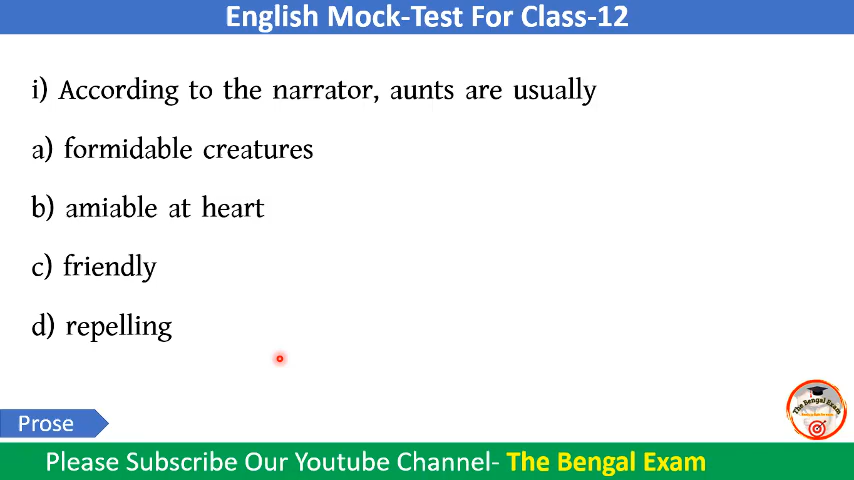 English Mock-Test For Class-12
i) According to the narrator, aunts are usually
a) formidable creatures
b) amiable at heart
c) friendly
d) repelling
The Bengal Exam
Prose
Please Subscribe Our Youtube Channel- The Bengal Exam